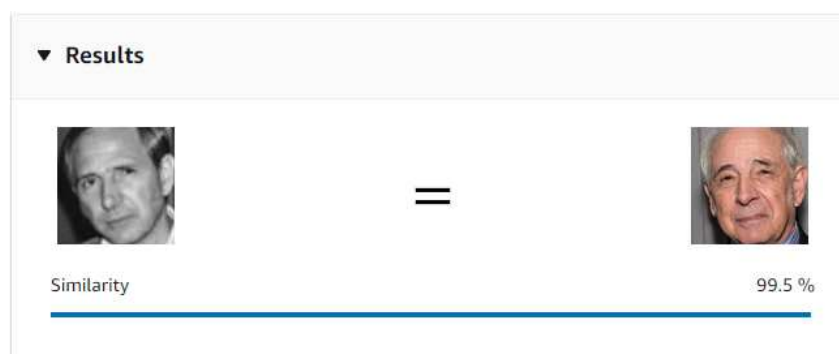 ▼ Results
=
Similarity 99.5 %